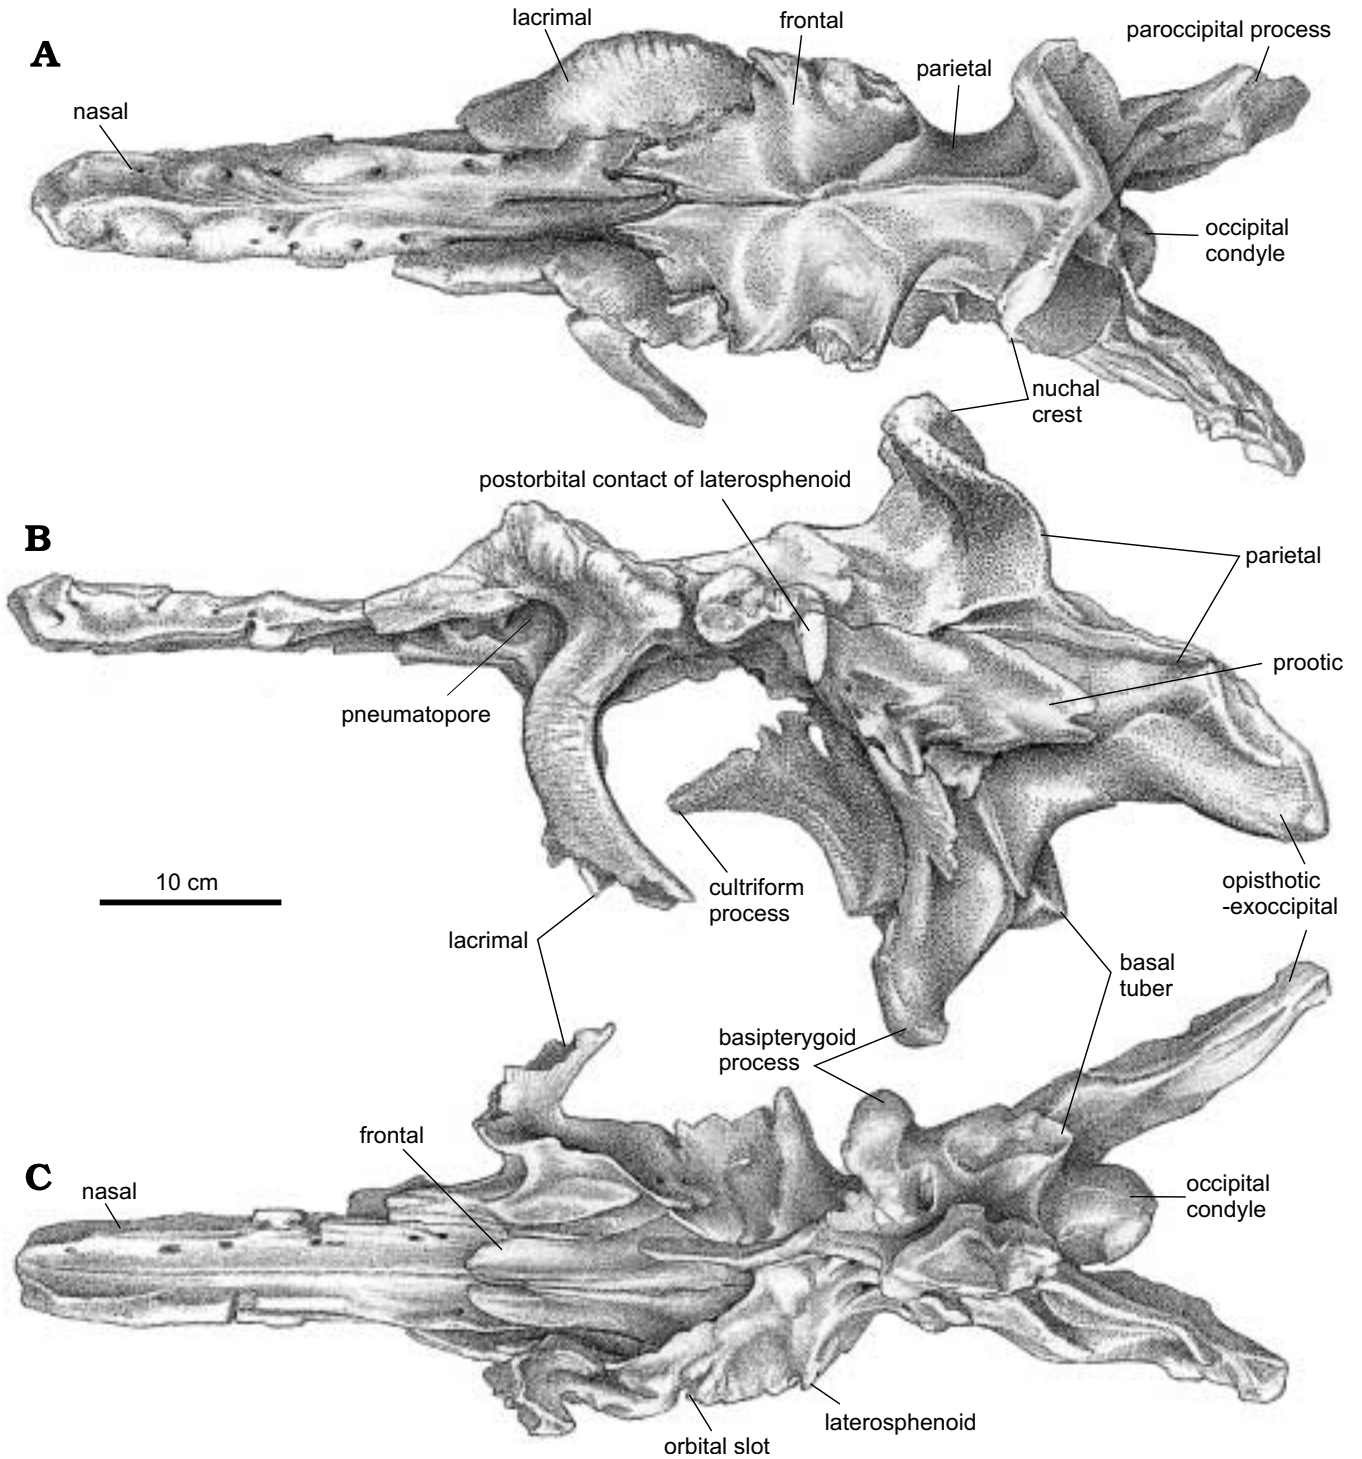 A
lacrimal
frontal
paroccipital process
parietal
nasal
occipital
condyle
nuchal
crest
postorbital contact of laterosphenoid
B
parietal
prootic
pneumatopore
10 cm
cultriform
process
opisthotic
-exoccipital
lacrimal
basal
tuber
basipterygoid
process
frontal
C
nasal
occipital
condyle
laterosphenoid
orbital slot